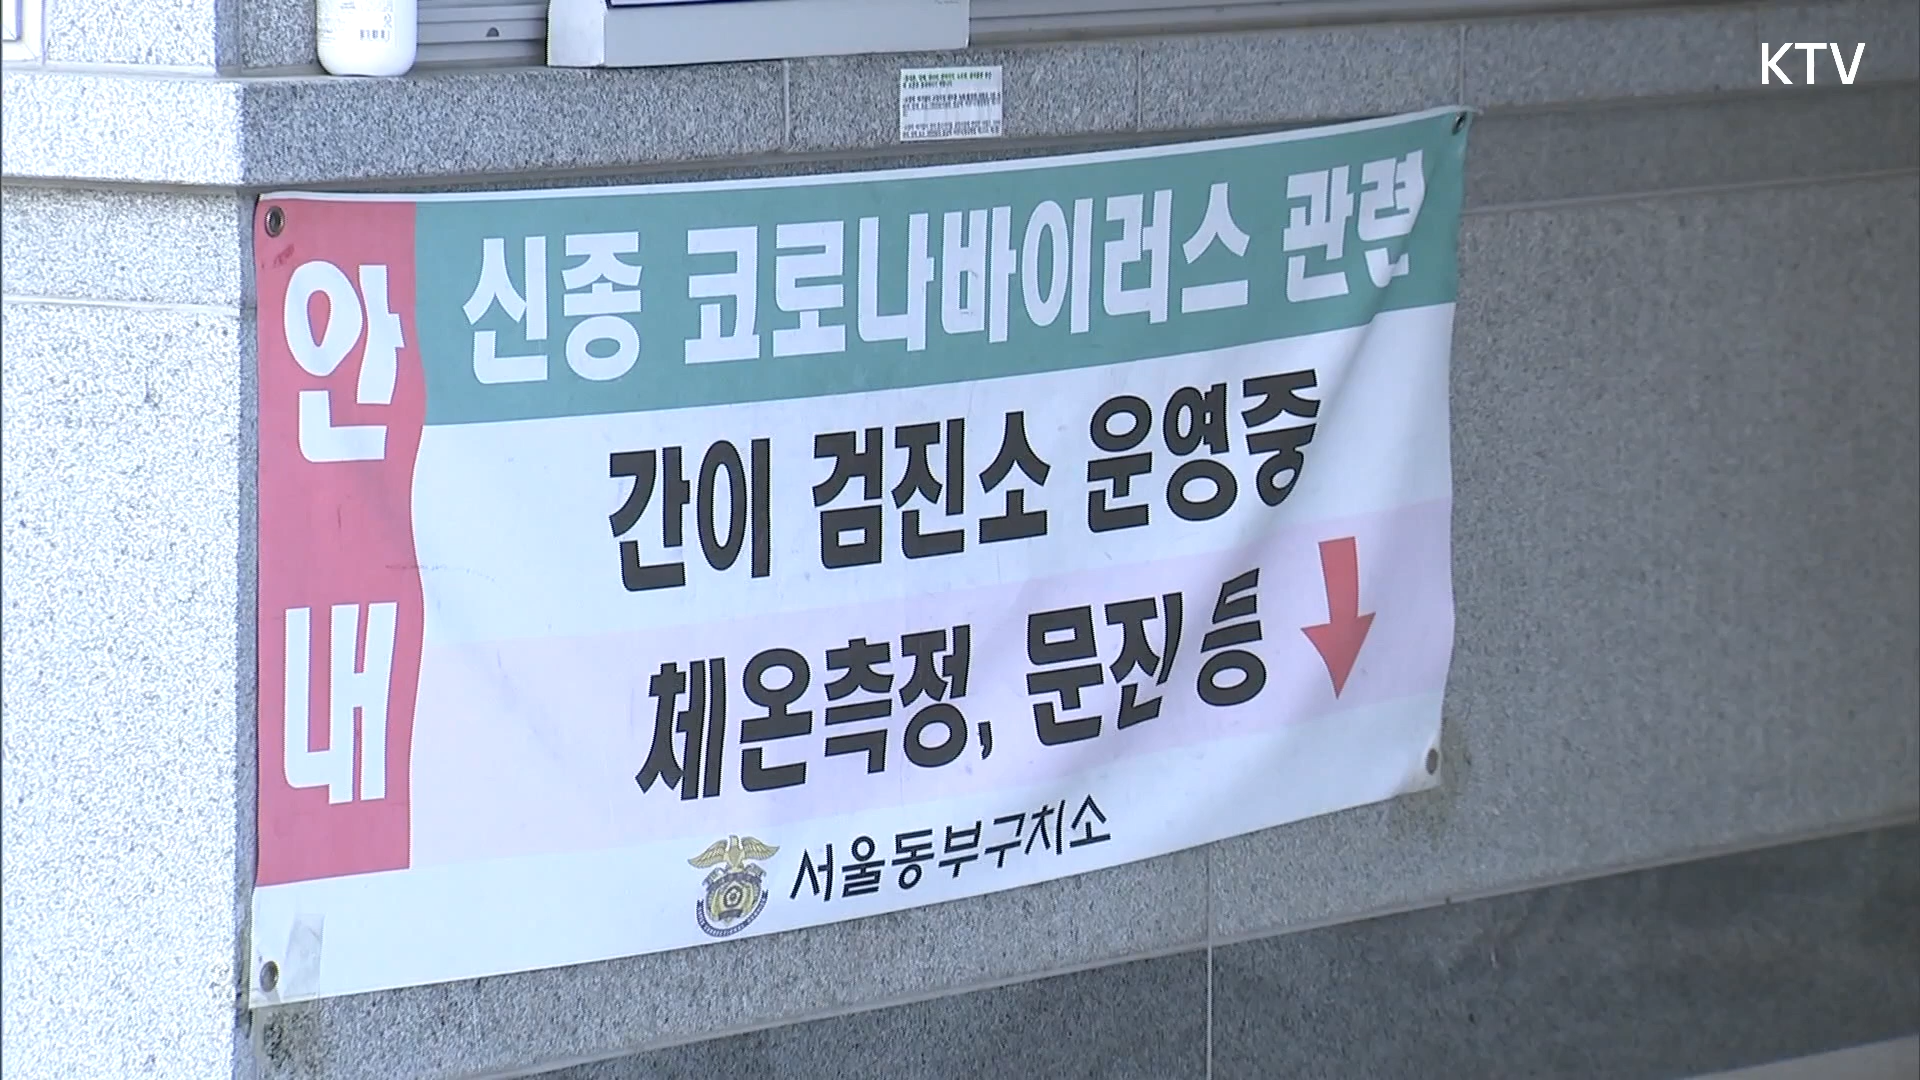 KTV
안내
신종 코로나바이러스 관련
간이 검진소 운영중
체온측정, 문진 등
서울동부구치소